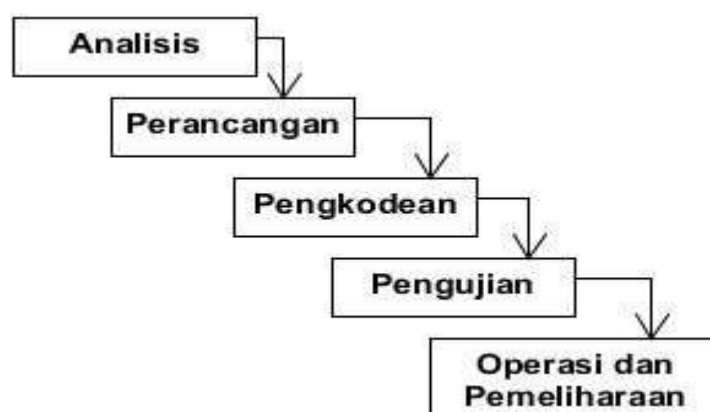 Analisis
Perancangan
Pengkodean
Pengujian
Operasi dan
Pemeliharaan